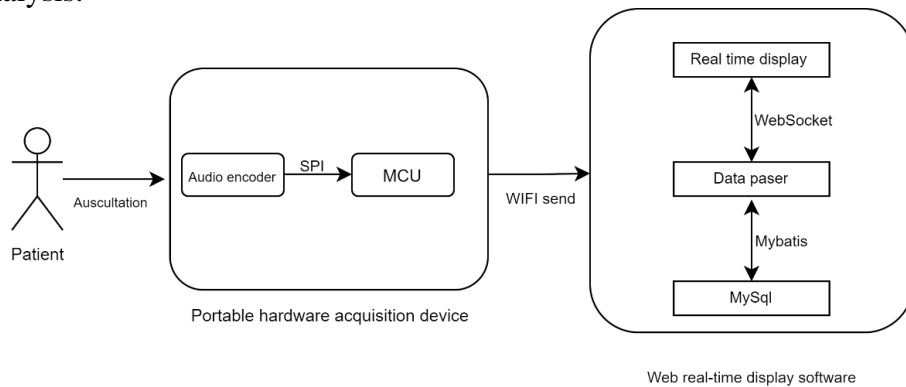 Real time display
WebSocket
SPI
Audio encoder
MCU
Data paser
Auscultation
WIFI send
Patient
Mybatis
MySql
Portable hardware acquisition device
Web real-time display software